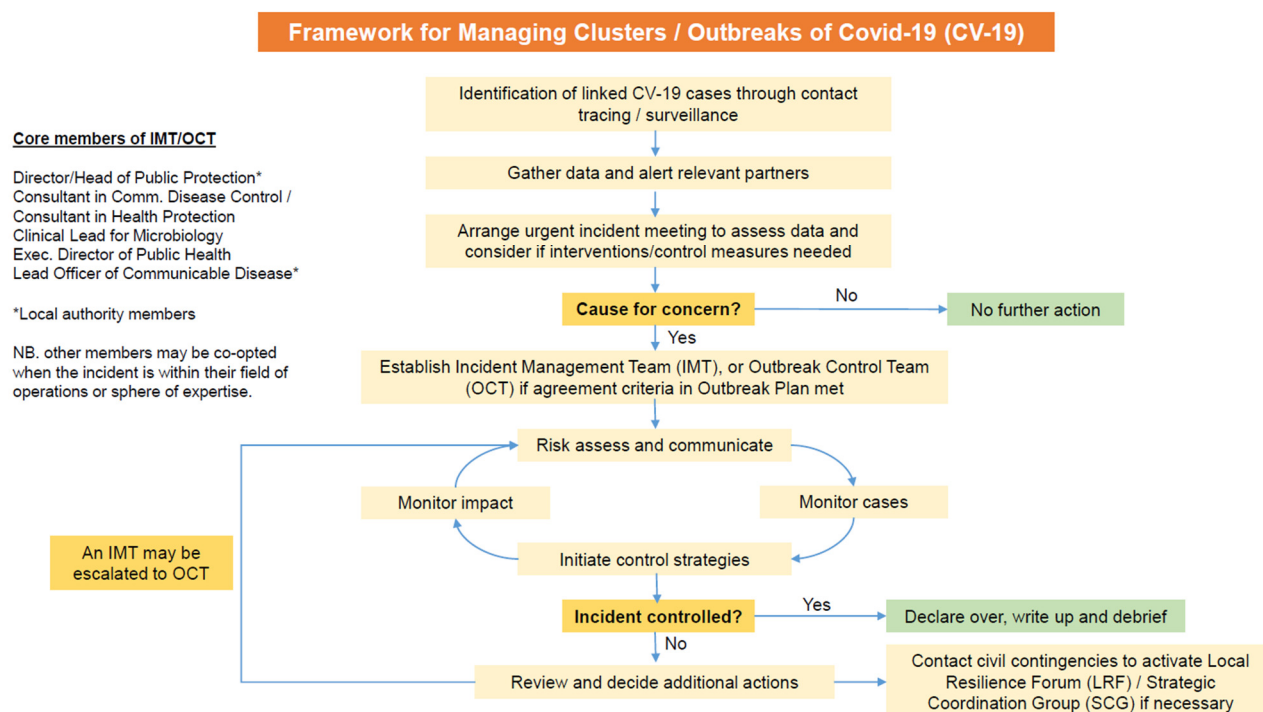 Framework for Managing Clusters / Outbreaks of Covid-19 (CV-19)
Identification of linked CV-19 cases through contact
tracing / surveillance
Core members of IMT/OCT
Director/Head of Public Protection*
Consultant in Comm. Disease Control /
Consultant in Health Protection
Clinical Lead for Microbiology
Exec. Director of Public Health
Lead Officer of Communicable Disease*
*Local authority members
NB. other members may be co-opted
when the incident is within their field of
operations or sphere of expertise.
Gather data and alert relevant partners
Arrange urgent incident meeting to assess data and
consider if interventions/control measures needed
Cause for concern?
No
No further action
Yes
Establish Incident Management Team (IMT), or Outbreak Control Team
(OCT) if agreement criteria in Outbreak Plan met
Risk assess and communicate
Monitor impact
Monitor cases
Initiate control strategies
An IMT may be
escalated to OCT
Incident controlled?
Yes
Declare over, write up and debrief
No
Review and decide additional actions
Contact civil contingencies to activate Local
Resilience Forum (LRF) / Strategic
Coordination Group (SCG) if necessary